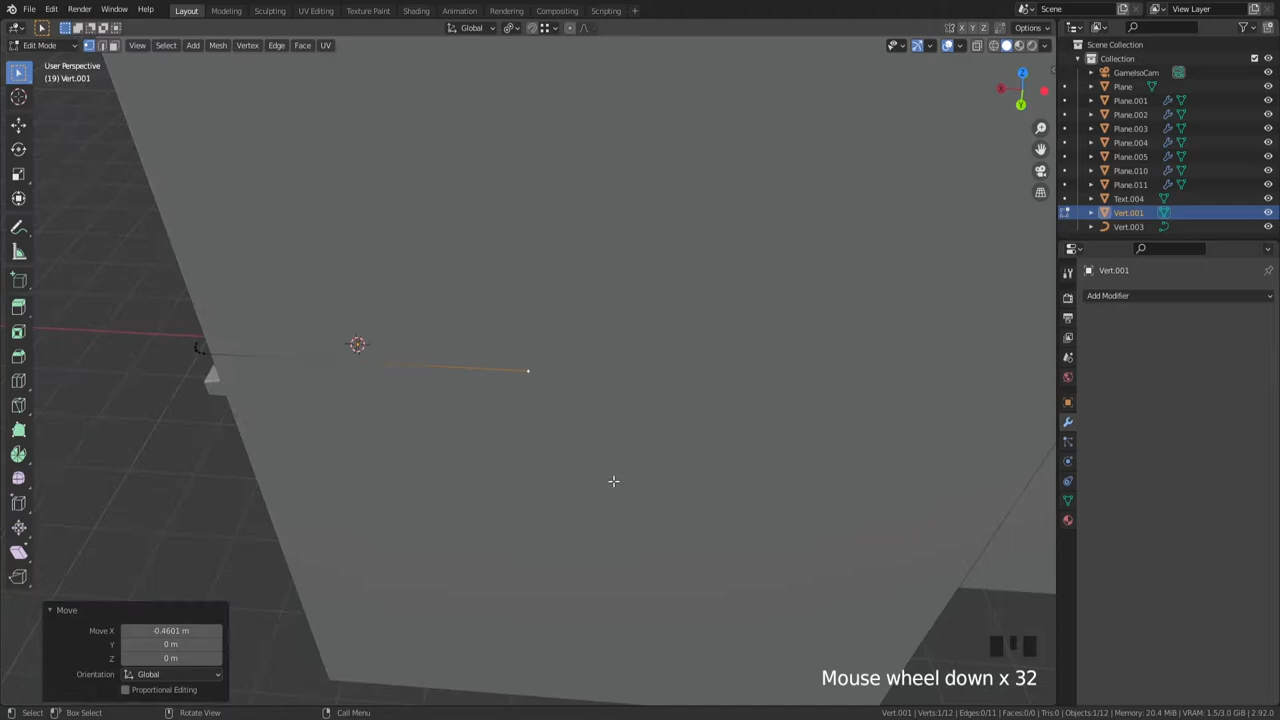 File Edit Render Window Help Layout Modeling Sculpting UV Editing Texture Paint Shading Animation Rendering Compositing Scripting + Scene View Layer
Global Options
Edit Mode View Select Add Mesh Vertex Edge Face UV X Y Z
User Perspective
(19) Vert.001
Z
X
Y
Scene Collection
Collection
GameIsoCam
Plane
Plane.001
Plane.002
Plane.003
Plane.004
Plane.005
Plane.010
Plane.011
Text.004
Vert.001
Vert.003
Vert.001
Add Modifier
Move
Move X -0.4601 m
Y 0 m
Z 0 m
Orientation Global
Proportional Editing
Mouse wheel down x 32
Select Box Select Rotate View Call Menu Vert.001 | Verts:1/12 | Edges:0/11 | Faces:0/0 | Tris:0 | Objects:1/12 | Memory: 20.4 MiB | VRAM: 1.5/3.0 GiB | 2.92.0